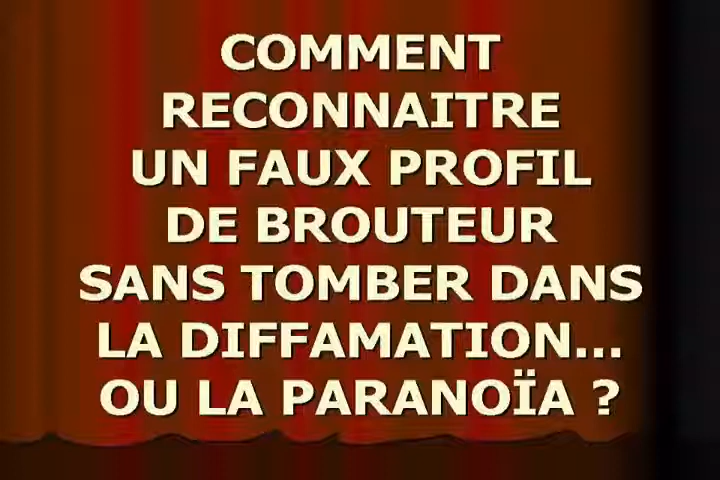 COMMENT
RECONNAITRE
UN FAUX PROFIL
DE BROUTEUR
SANS TOMBER DANS
LA DIFFAMATION...
OU LA PARANOÏA ?